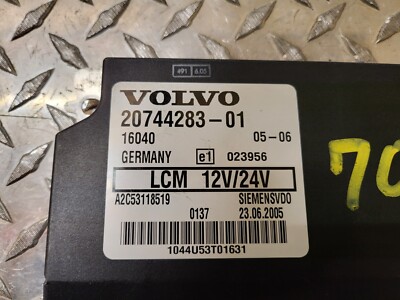 VOLVO
20744283-01
16040 05-06
GERMANY e1 023956
LCM 12V/24V
A2C53118519 SIEMENSVDO
0137 23.06.2005
1044U53T01631
70